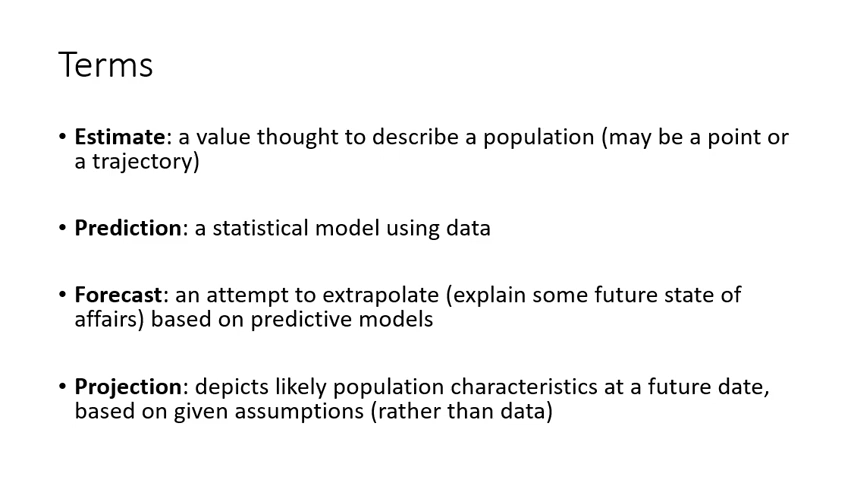 Terms
• Estimate: a value thought to describe a population (may be a point or
a trajectory)
• Prediction: a statistical model using data
• Forecast: an attempt to extrapolate (explain some future state of
affairs) based on predictive models
• Projection: depicts likely population characteristics at a future date,
based on given assumptions (rather than data)